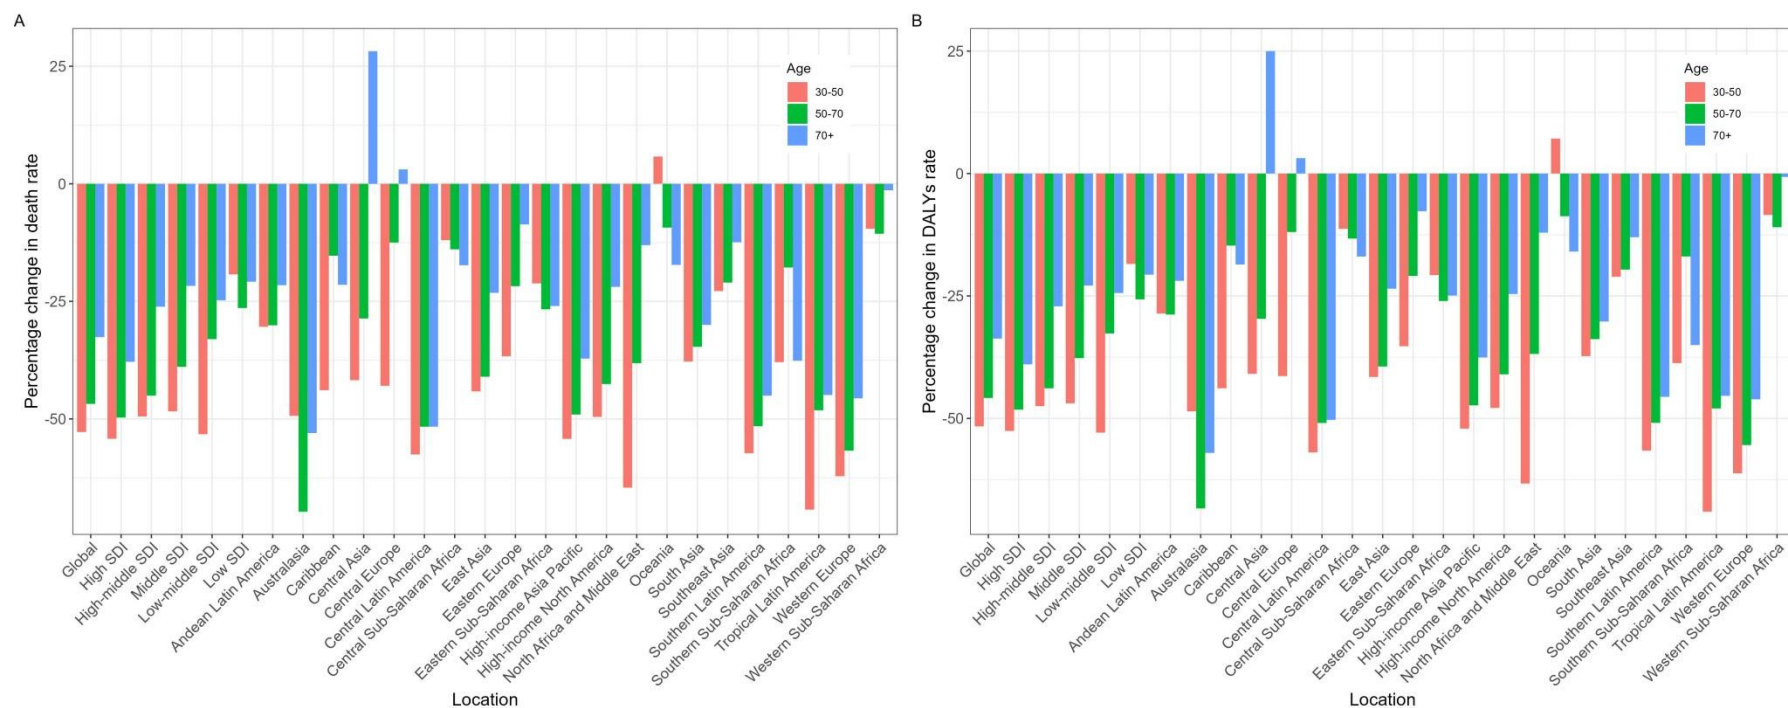 A
Percentage change in death rate
25
0
-25
-50
Age
30-50
50-70
70+
Global
High SDI
High-middle SDI
Middle SDI
Low-middle SDI
Low SDI
Andean Latin America
Australasia
Caribbean
Central Asia
Central Europe
Central Latin America
Central Sub-Saharan Africa
East Asia
Eastern Europe
Eastern Sub-Saharan Africa
High-income Asia Pacific
High-income North America
North Africa and Middle East
Oceania
South Asia
Southeast Asia
Southern Latin America
Southern Sub-Saharan Africa
Tropical Latin America
Western Europe
Western Sub-Saharan Africa
Location
B
Percentage change in DALYs rate
25
0
-25
-50
Age
30-50
50-70
70+
Global
High SDI
High-middle SDI
Middle SDI
Low-middle SDI
Low SDI
Andean Latin America
Australasia
Caribbean
Central Asia
Central Europe
Central Latin America
Central Sub-Saharan Africa
East Asia
Eastern Europe
Eastern Sub-Saharan Africa
High-income Asia Pacific
High-income North America
North Africa and Middle East
Oceania
South Asia
Southeast Asia
Southern Latin America
Southern Sub-Saharan Africa
Tropical Latin America
Western Europe
Western Sub-Saharan Africa
Location